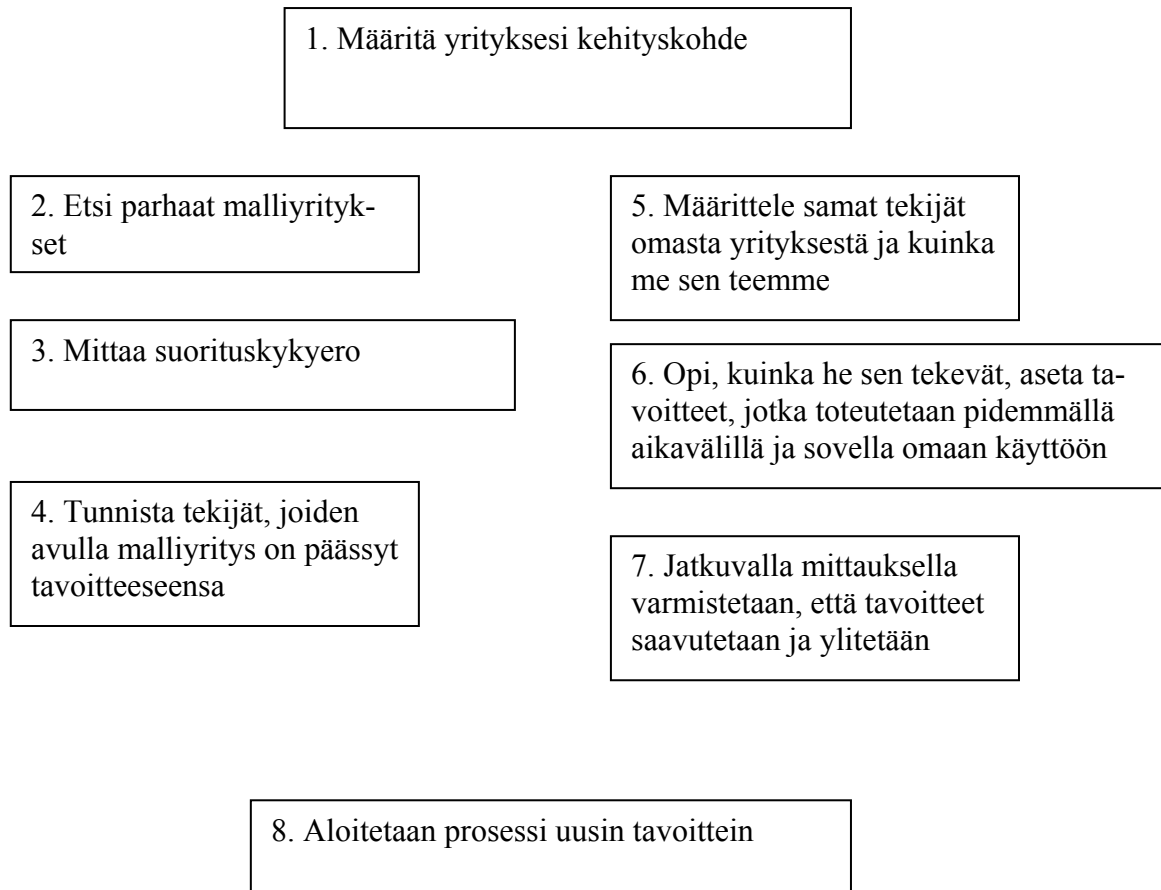 1. Määritä yrityksesi kehityskohde
2. Etsi parhaat malliyrityk-
set
3. Mittaa suorituskykyero
4. Tunnista tekijät, joiden
avulla malliyritys on päässyt
tavoitteeseensa
5. Määrittele samat tekijät
omasta yrityksestä ja kuinka
me sen teemme
6. Opi, kuinka he sen tekevät, aseta ta-
voitteet, jotka toteutetaan pidemmällä
aikavälillä ja sovella omaan käyttöön
7. Jatkuvalla mittauksella
varmistetaan, että tavoitteet
saavutetaan ja ylitetään
8. Aloitetaan prosessi uusin tavoittein